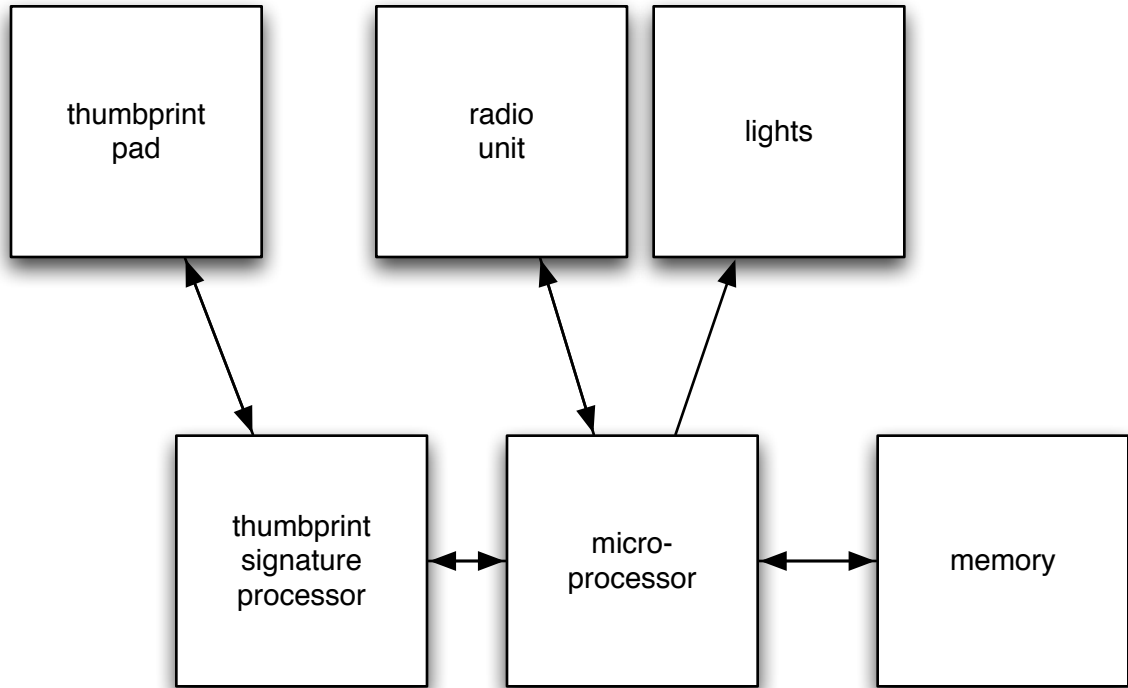 thumbprint
pad
radio
unit
lights
thumbprint
signature
processor
micro-
processor
memory